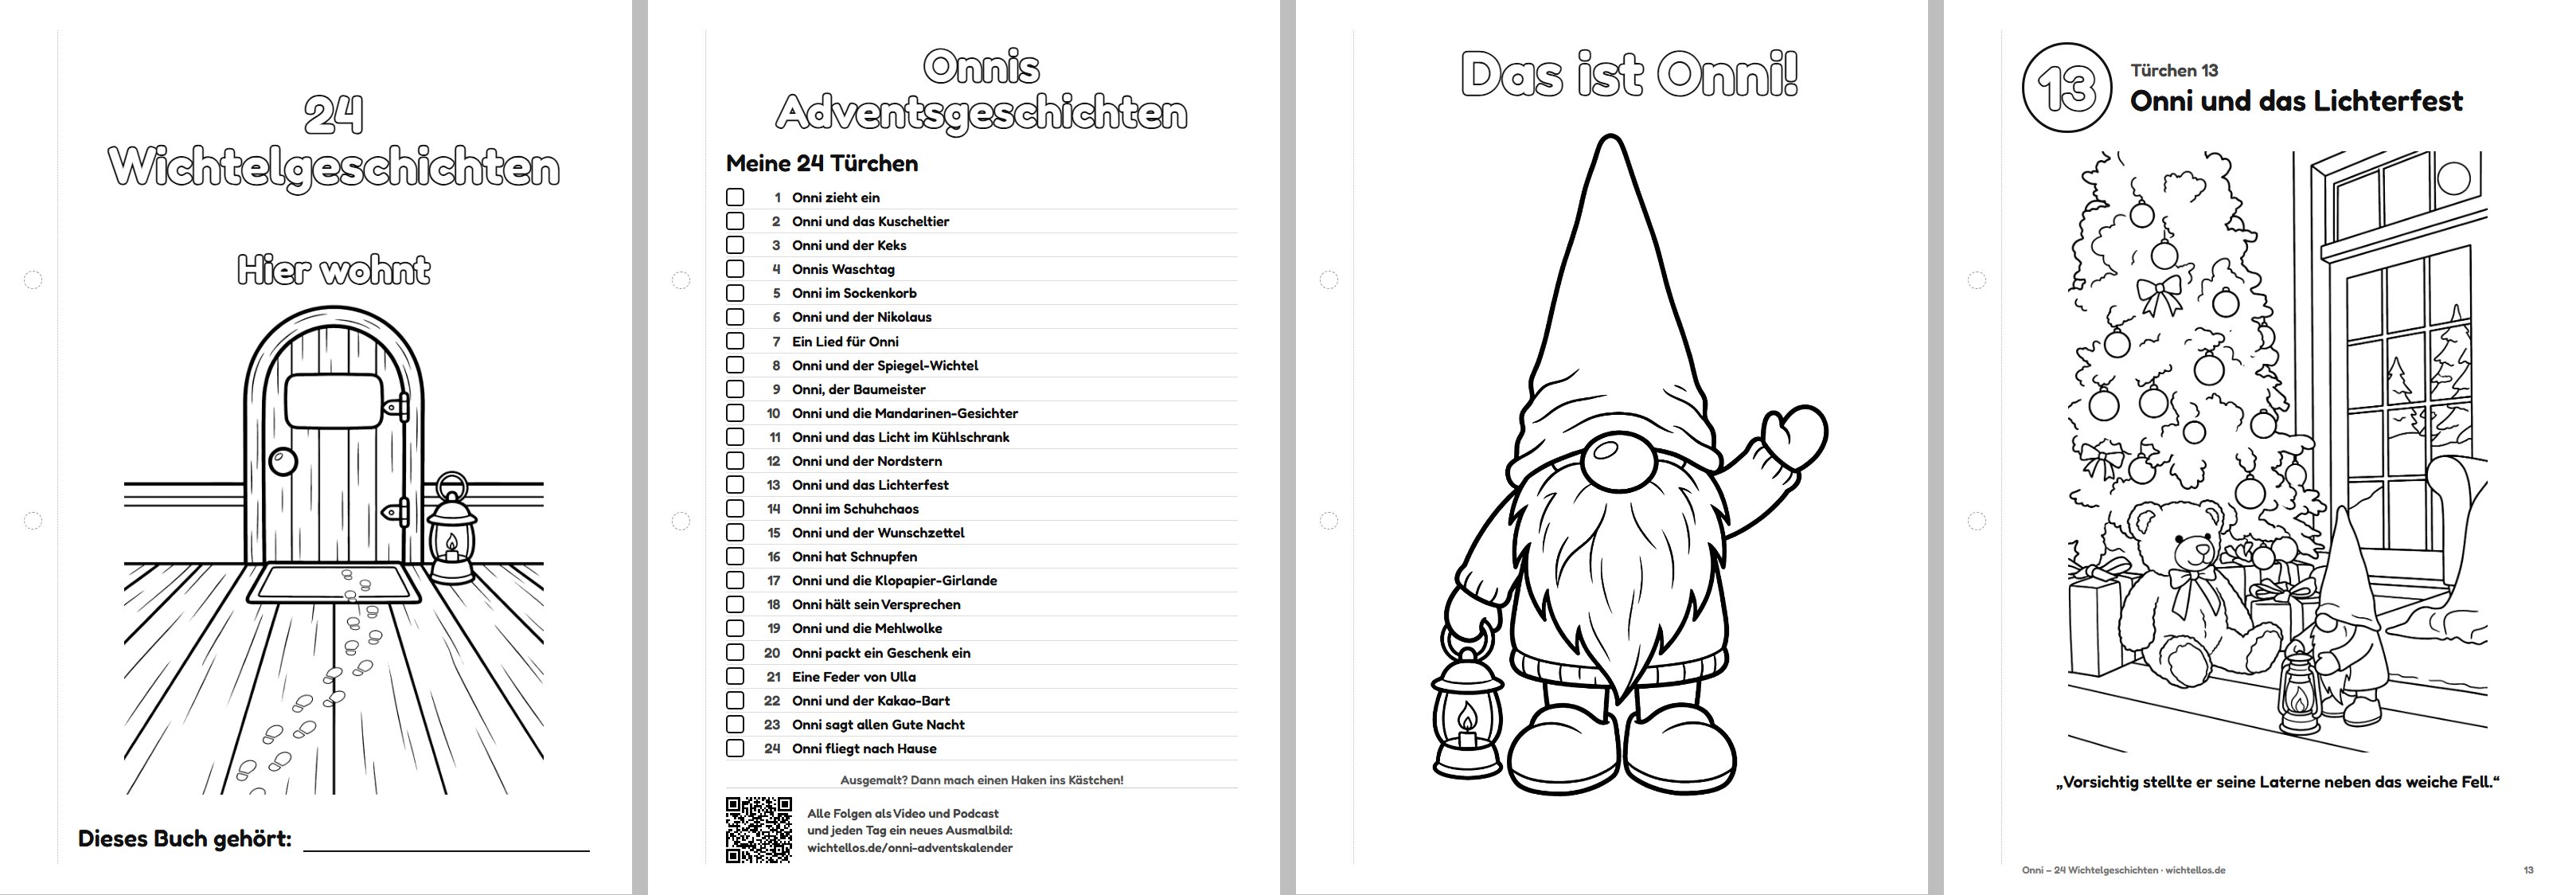 24
Wichtelgeschichten
Hier wohnt
Dieses Buch gehört:
Onnis
Adventsgeschichten
Meine 24 Türchen
1 Onni zieht ein
2 Onni und das Kuscheltier
3 Onni und der Keks
4 Onnis Waschtag
5 Onni im Sockenkorb
6 Onni und der Nikolaus
7 Ein Lied für Onni
8 Onni und der Spiegel-Wichtel
9 Onni, der Baumeister
10 Onni und die Mandarinen-Gesichter
11 Onni und das Licht im Kühlschrank
12 Onni und der Nordstern
13 Onni und das Lichterfest
14 Onni im Schuhchaos
15 Onni und der Wunschzettel
16 Onni hat Schnupfen
17 Onni und die Klopapier-Girlande
18 Onni hält sein Versprechen
19 Onni und die Mehlwolke
20 Onni packt ein Geschenk ein
21 Eine Feder von Ulla
22 Onni und der Kakao-Bart
23 Onni sagt allen Gute Nacht
24 Onni fliegt nach Hause
Ausgemalt? Dann mach einen Haken ins Kästchen!
Alle Folgen als Video und Podcast
und jeden Tag ein neues Ausmalbild:
wichtellos.de/onni-adventskalender
Das ist Onni!
13
Türchen 13
Onni und das Lichterfest
„Vorsichtig stellte er seine Laterne neben das weiche Fell.“
Onni – 24 Wichtelgeschichten · wichtellos.de
13